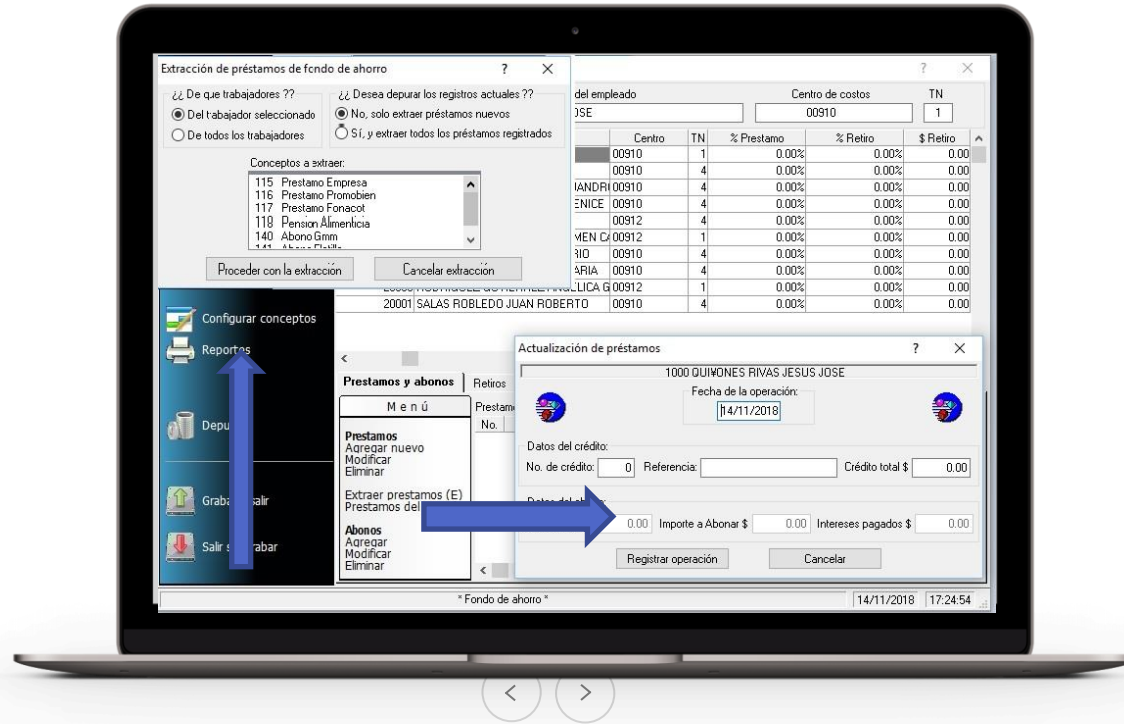 Extracción de préstamos de fondo de ahorro ? ×
¿¿ De que trabajadores ??
Del trabajador seleccionado
De todos los trabajadores
¿¿ Desea depurar los registros actuales ??
No, solo extraer préstamos nuevos
Sí, y extraer todos los préstamos registrados
Conceptos a extraer:
115 Prestamo Empresa
116 Prestamo Promobien
117 Prestamo Fonacot
118 Pension Alimenticia
140 Abono Gmm
Proceder con la extracción
Cancelar extracción
? ×
del empleado
Centro de costos
TN
OSE
00910
1
Centro TN % Prestamo % Retiro $ Retiro
00910 1 0.00% 0.00% 0.00
00910 4 0.00% 0.00% 0.00
00910 4 0.00% 0.00% 0.00
ENICE 00910 4 0.00% 0.00% 0.00
00912 4 0.00% 0.00% 0.00
MEN 00912 1 0.00% 0.00% 0.00
RIO 00910 4 0.00% 0.00% 0.00
ARIA 00910 4 0.00% 0.00% 0.00
G 00912 1 0.00% 0.00% 0.00
20001 SALAS ROBLEDO JUAN ROBERTO 00910 4 0.00% 0.00% 0.00
Configurar conceptos
Reportes
Depu
Salir
<
Prestamos y abonos
Retiros
Menú
Prestamos
Agregar nuevo
Modificar
Eliminar
Extraer prestamos (E)
Prestamos del
Abonos
Agregar
Modificar
Eliminar
No.
<
Actualización de préstamos ? ×
1000 QUI¥ONES RIVAS JESUS JOSE
Fecha de la operación:
14/11/2018
Datos del crédito:
No. de crédito: 0 Referencia: Crédito total $ 0.00
0.00 Importe a Abonar $ 0.00 Intereses pagados $ 0.00
Registrar operación
Cancelar
* Fondo de ahorro *
14/11/2018
17:24:54
< >